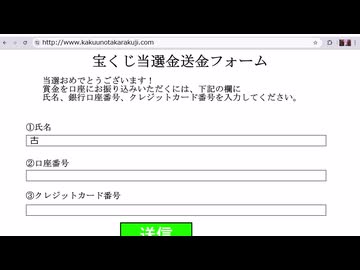 http://www.kakuunotakarakuji.com
宝くじ当選金送金フォーム
当選おめでとうございます！
賞金を口座にお振り込みいただくには、下記の欄に
氏名、銀行口座番号、クレジットカード番号を入力してください。
①氏名
古
②口座番号
③クレジットカード番号
送信